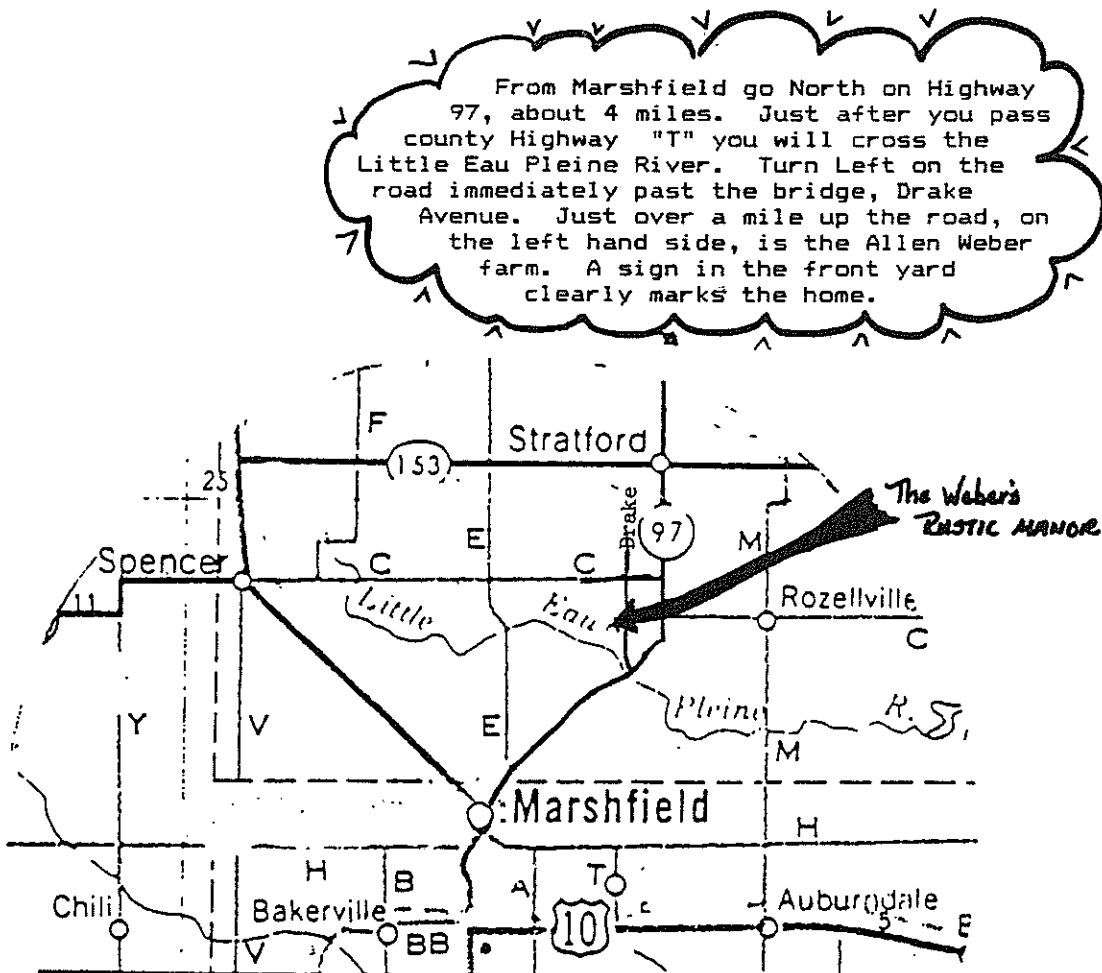 From Marshfield go North on Highway
97, about 4 miles. Just after you pass
county Highway "T" you will cross the
Little Eau Pleine River. Turn Left on the
road immediately past the bridge, Drake
Avenue. Just over a mile up the road, on
the left hand side, is the Allen Weber
farm. A sign in the front yard
clearly marks the home.
F
Stratford
153
25
The Weber's
RUSTIC MANOR
Drake
97
E
M
Spencer
C
C
11
Little
Eau
Rozellville
C
Y
V
E
Pleine
R.
M
Marshfield
H
H
B
A
T
Chili
Bakerville
10
Auburndale
BB
V
5
E